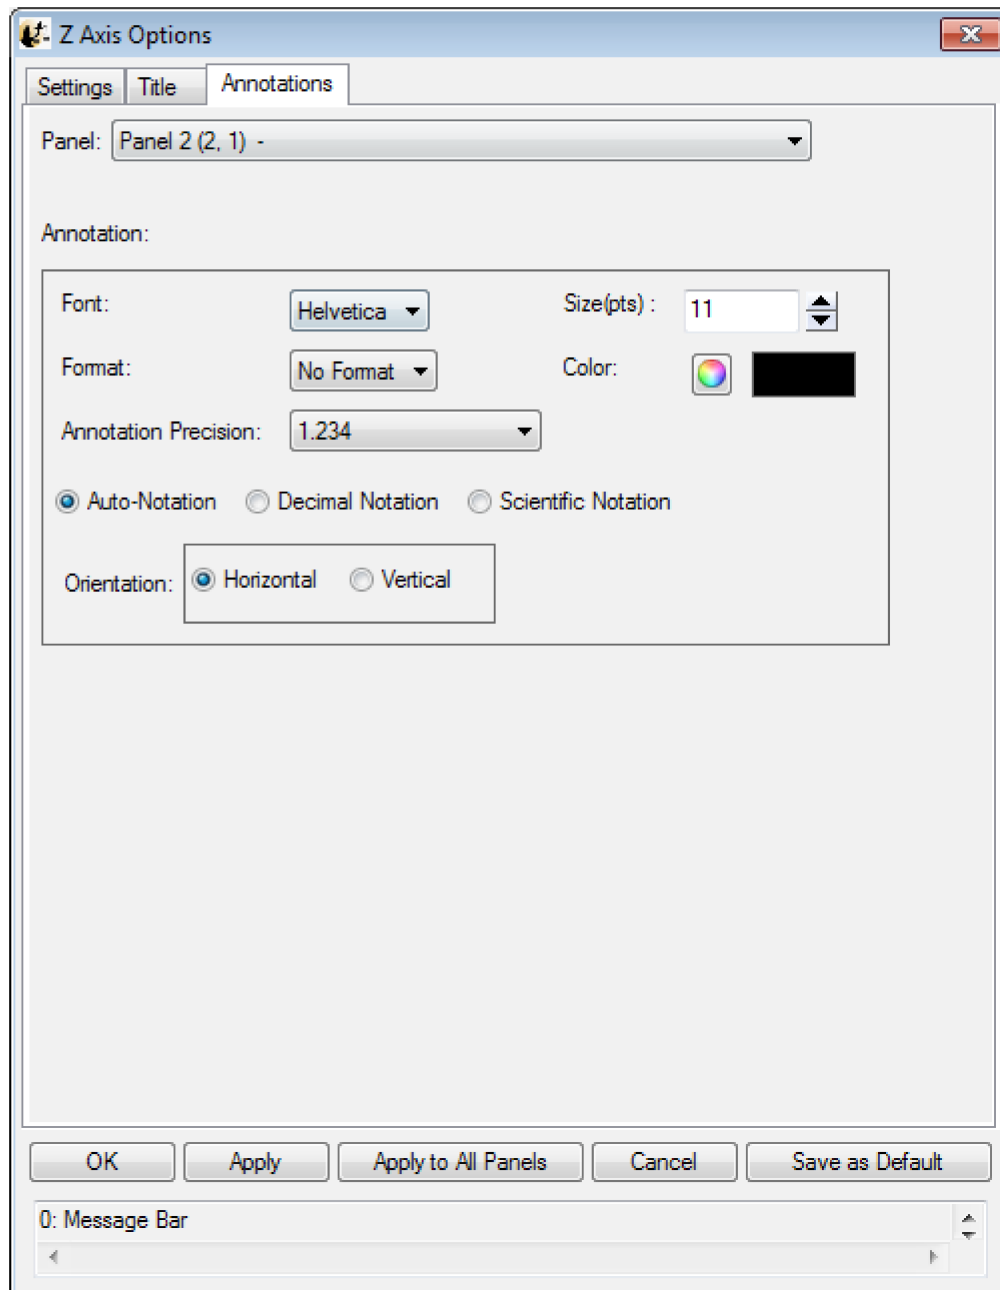 Z Axis Options
Settings Title Annotations
Panel: Panel 2 (2, 1) -
Annotation:
Font: Helvetica Size(pts) : 11
Format: No Format Color:
Annotation Precision: 1.234
Auto-Notation Decimal Notation Scientific Notation
Orientation: Horizontal Vertical
OK Apply Apply to All Panels Cancel Save as Default
0: Message Bar